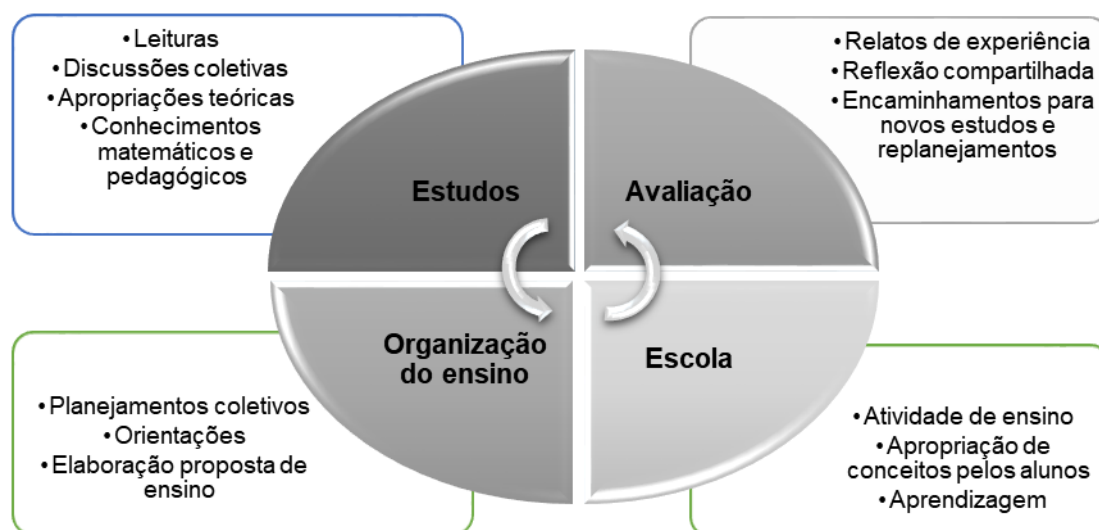 •Leituras
•Discussões coletivas
•Apropriações teóricas
•Conhecimentos
matemáticos e
pedagógicos
•Relatos de experiência
•Reflexão compartilhada
•Encaminhamentos para
novos estudos e
replanejamentos
Estudos
Avaliação
Organização
do ensino
Escola
•Planejamentos coletivos
•Orientações
•Elaboração proposta de
ensino
•Atividade de ensino
•Apropriação de
conceitos pelos alunos
•Aprendizagem